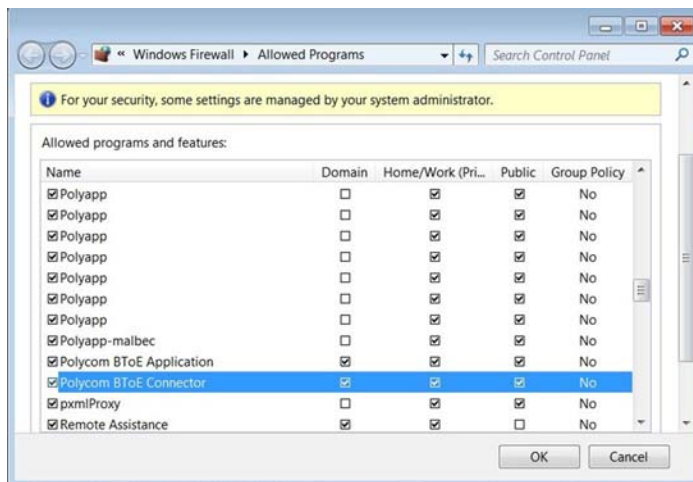 « Windows Firewall ▸ Allowed Programs Search Control Panel
For your security, some settings are managed by your system administrator.
Allowed programs and features:
Name Domain Home/Work (Pri... Public Group Policy
Polyapp No
Polyapp No
Polyapp No
Polyapp No
Polyapp No
Polyapp No
Polyapp No
Polyapp-malbec No
Polycom BToE Application No
Polycom BToE Connector No
pxmlProxy No
Remote Assistance No
OK Cancel